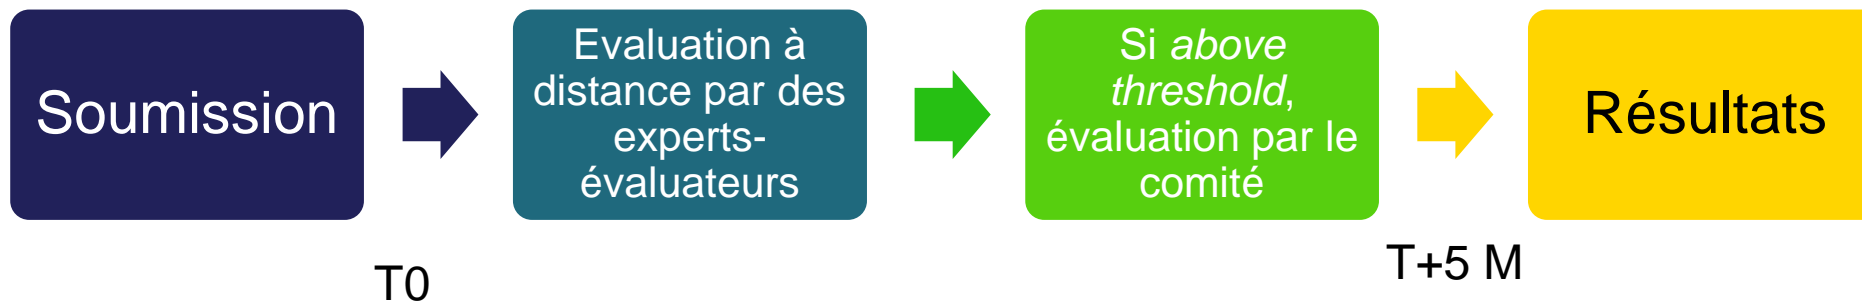 Soumission
Evaluation à
distance par des
experts-
évaluateurs
Si above
threshold,
évaluation par le
comité
Résultats
T0
T+5 M